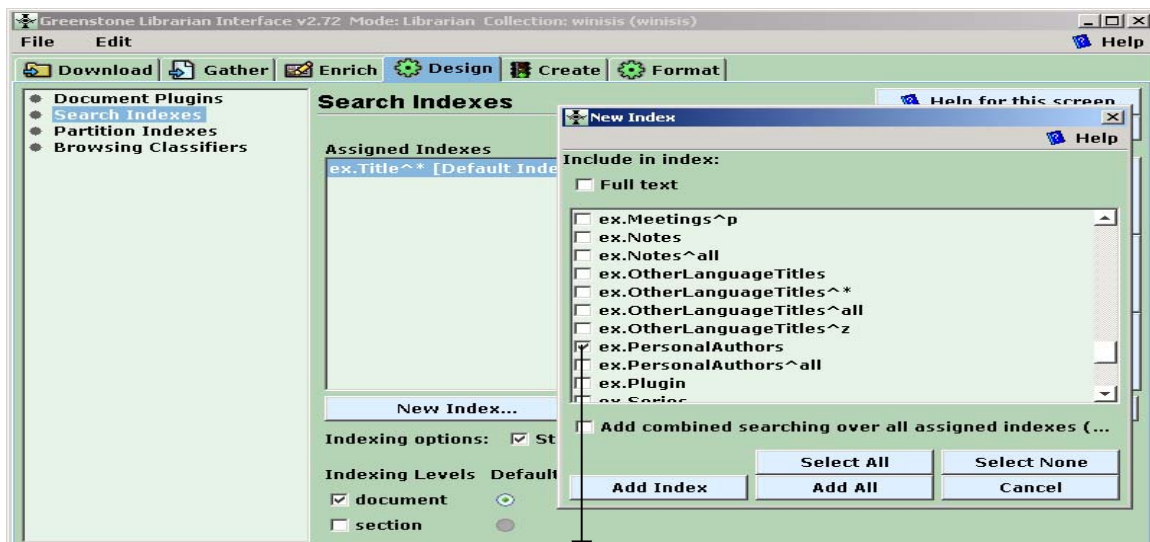 Greenstone Librarian Interface v2.72 Mode: Librarian Collection: winisis (winisis)
File Edit Help
Download Gather Enrich Design Create Format
Document Plugins
Search Indexes
Partition Indexes
Browsing Classifiers
Search Indexes
Help for this screen
Assigned Indexes
ex.Title^* [Default Inde
New Index...
Indexing options: St
Indexing Levels Default
document
section
New Index
Help
Include in index:
Full text
ex.Meetings^p
ex.Notes
ex.Notes^all
ex.OtherLanguageTitles
ex.OtherLanguageTitles^*
ex.OtherLanguageTitles^all
ex.OtherLanguageTitles^z
ex.PersonalAuthors
ex.PersonalAuthors^all
ex.Plugin
ex.Series
Add combined searching over all assigned indexes (...
Select All Select None
Add Index Add All Cancel